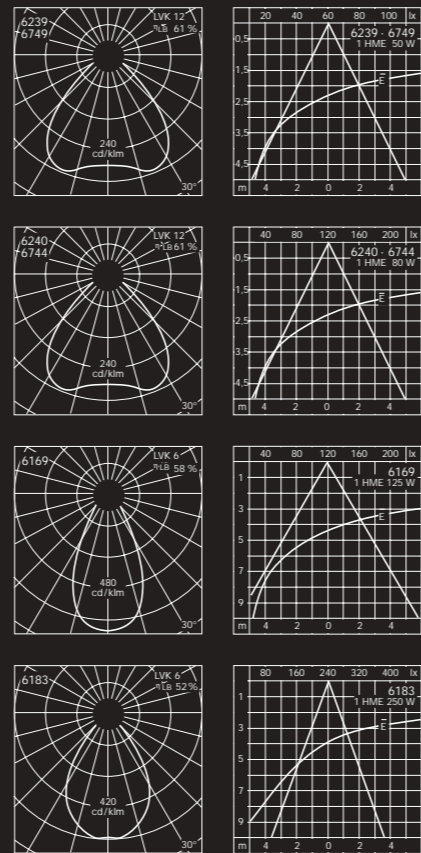 6239
6749
LVK 12
ηLB 61 %
240
cd/klm
30°
20 40 60 80 100 lx
6239 · 6749
1 HME 50 W
0,5
1,5
E
2,5
3,5
4,5
m 4 2 0 2 4
6240
6744
LVK 12
ηLB 61 %
240
cd/klm
30°
40 80 120 160 200 lx
6240 · 6744
1 HME 80 W
0,5
1,5
E
2,5
3,5
4,5
m 4 2 0 2 4
6169
LVK 6
ηLB 58 %
480
cd/klm
30°
40 80 120 160 200 lx
6169
1 HME 125 W
1
3
E
5
7
9
m 4 0 4
6183
LVK 6
ηLB 52 %
420
cd/klm
30°
80 160 240 320 400 lx
6183
1 HME 250 W
1
3
E
5
7
9
m 4 2 0 2 4